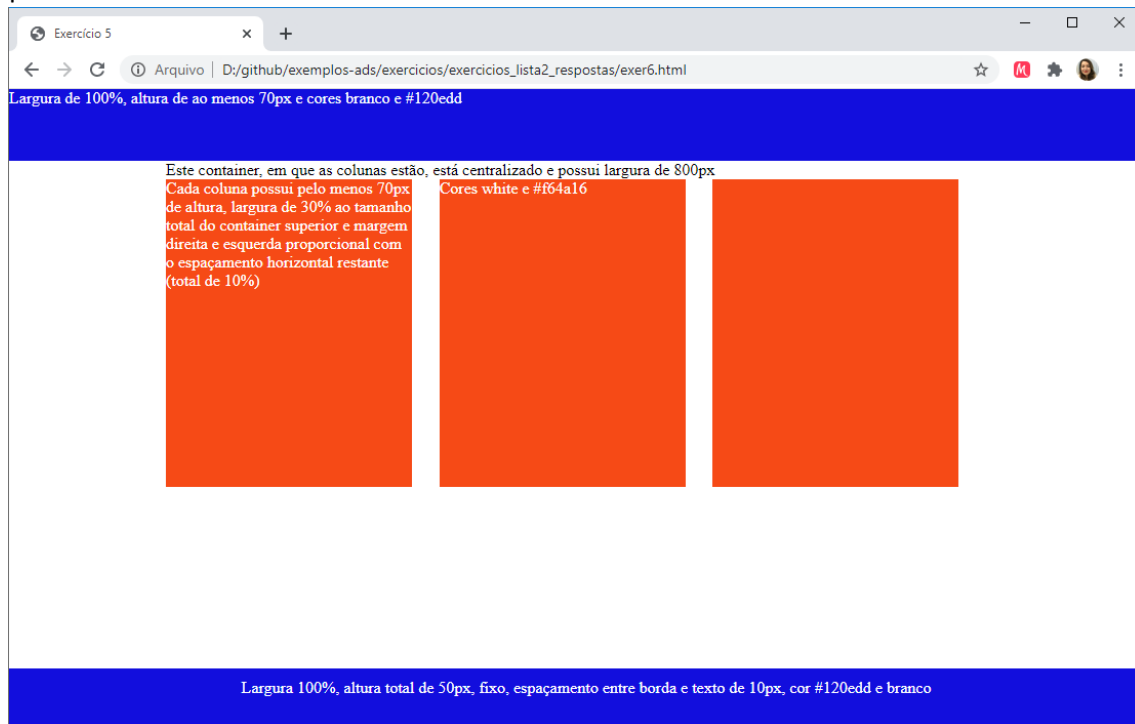 Exercício 5
Arquivo | D:/github/exemplos-ads/exercicios/exercicios_lista2_respostas/exer6.html
M
Largura de 100%, altura de ao menos 70px e cores branco e #120edd
Este container, em que as colunas estão, está centralizado e possui largura de 800px
Cada coluna possui pelo menos 70px
de altura, largura de 30% ao tamanho
total do container superior e margem
direita e esquerda proporcional com
o espaçamento horizontal restante
(total de 10%)
Cores white e #f64a16
Largura 100%, altura total de 50px, fixo, espaçamento entre borda e texto de 10px, cor #120edd e branco